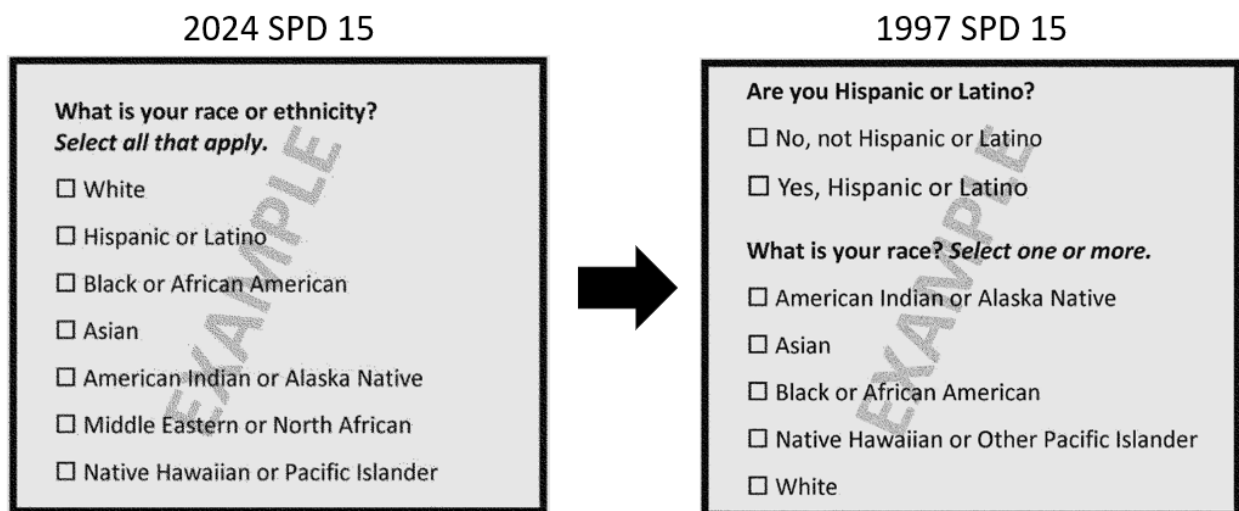 2024 SPD 15
What is your race or ethnicity?
Select all that apply.
☐ White
☐ Hispanic or Latino
☐ Black or African American
☐ Asian
☐ American Indian or Alaska Native
☐ Middle Eastern or North African
☐ Native Hawaiian or Pacific Islander
EXAMPLE
1997 SPD 15
Are you Hispanic or Latino?
☐ No, not Hispanic or Latino
☐ Yes, Hispanic or Latino
What is your race? Select one or more.
☐ American Indian or Alaska Native
☐ Asian
☐ Black or African American
☐ Native Hawaiian or Other Pacific Islander
☐ White
EXAMPLE